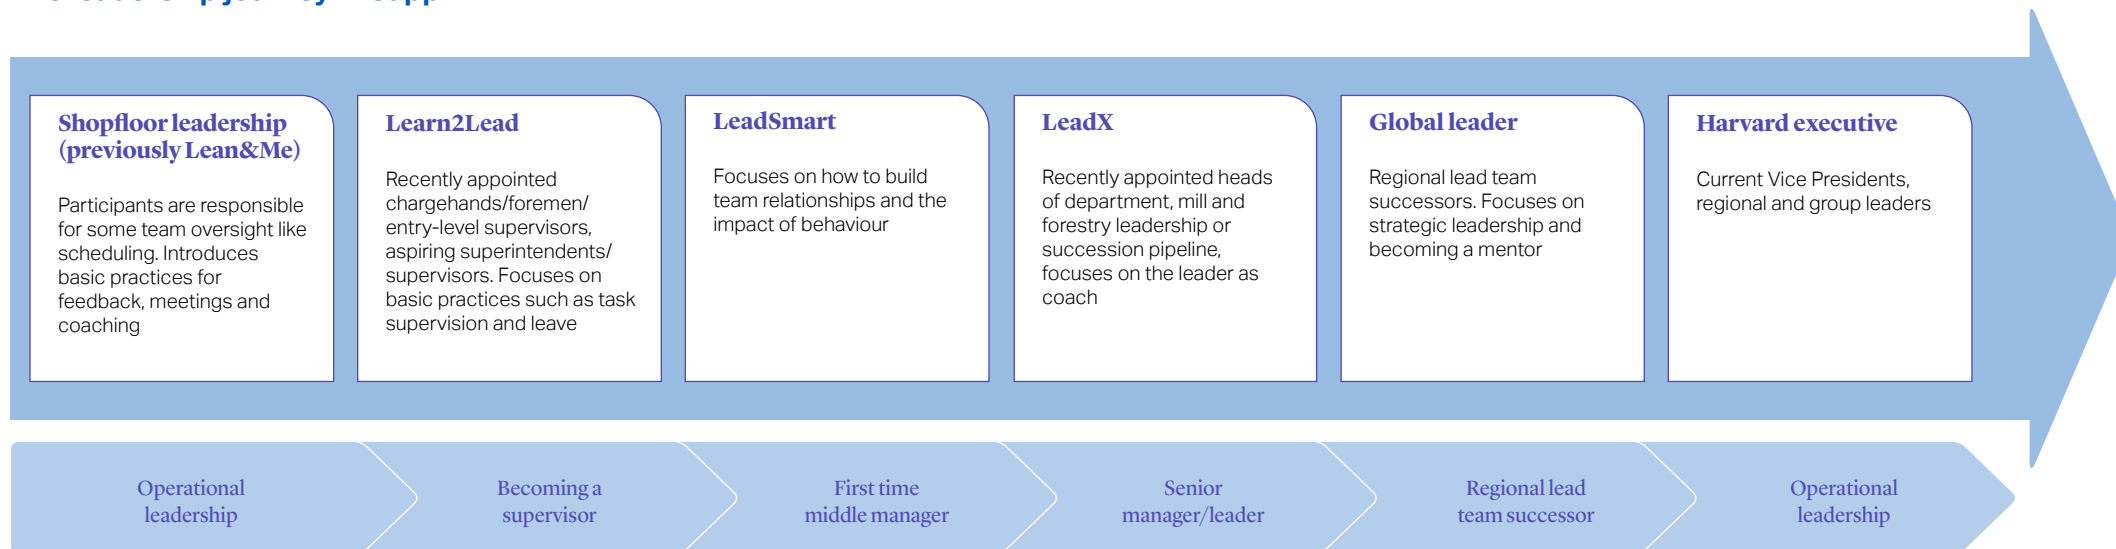 Shopfloor leadership
(previously Lean&Me)
Participants are responsible
for some team oversight like
scheduling. Introduces
basic practices for
feedback, meetings and
coaching
Learn2Lead
Recently appointed
chargehands/foremen/
entry-level supervisors,
aspiring superintendents/
supervisors. Focuses on
basic practices such as task
supervision and leave
LeadSmart
Focuses on how to build
team relationships and the
impact of behaviour
LeadX
Recently appointed heads
of department, mill and
forestry leadership or
succession pipeline,
focuses on the leader as
coach
Global leader
Regional lead team
successors. Focuses on
strategic leadership and
becoming a mentor
Harvard executive
Current Vice Presidents,
regional and group leaders
Operational
leadership
Becoming a
supervisor
First time
middle manager
Senior
manager/leader
Regional lead
team successor
Operational
leadership